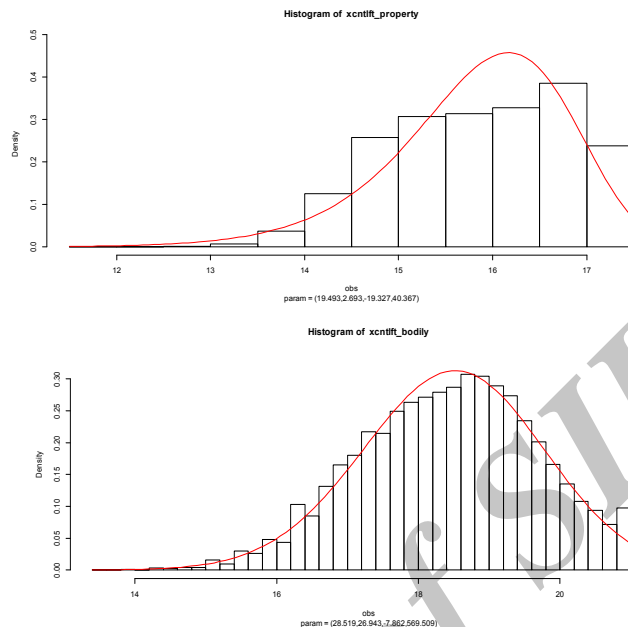 Histogram of xcntlft_property
0.5
0.4
0.3
0.2
0.1
0.0
Density
12 13 14 15 16 17
obs
param = (19.493,2.693,-19.327,40.367)
Histogram of xcntlft_bodily
0.30
0.25
0.20
0.15
0.10
0.05
0.00
Density
14 16 18 20
obs
param = (28.519,26.943,-7.862,569.509)